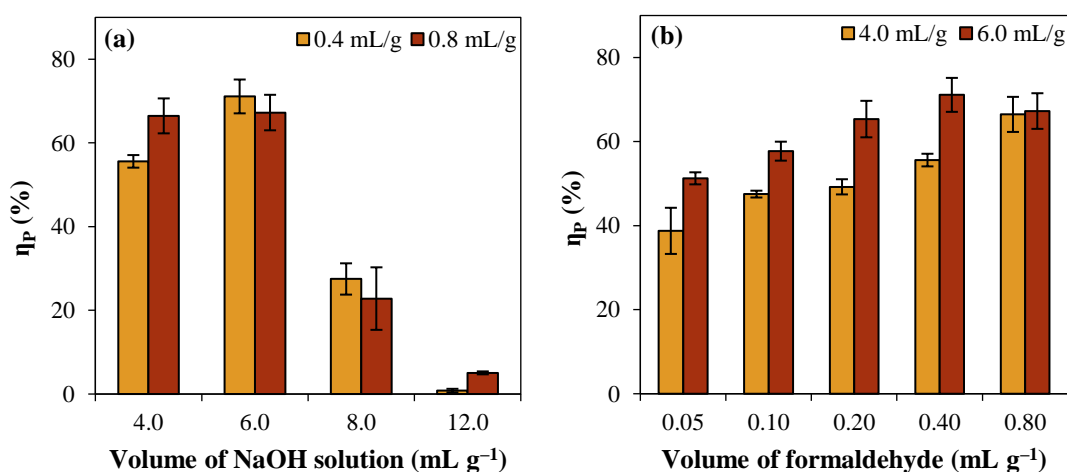 (a)
0.4 mL/g 0.8 mL/g
80
60
40
20
0
η_P (%)
4.0 6.0 8.0 12.0
Volume of NaOH solution (mL g⁻¹)
(b)
4.0 mL/g 6.0 mL/g
80
60
40
20
0
η_P (%)
0.05 0.10 0.20 0.40 0.80
Volume of formaldehyde (mL g⁻¹)